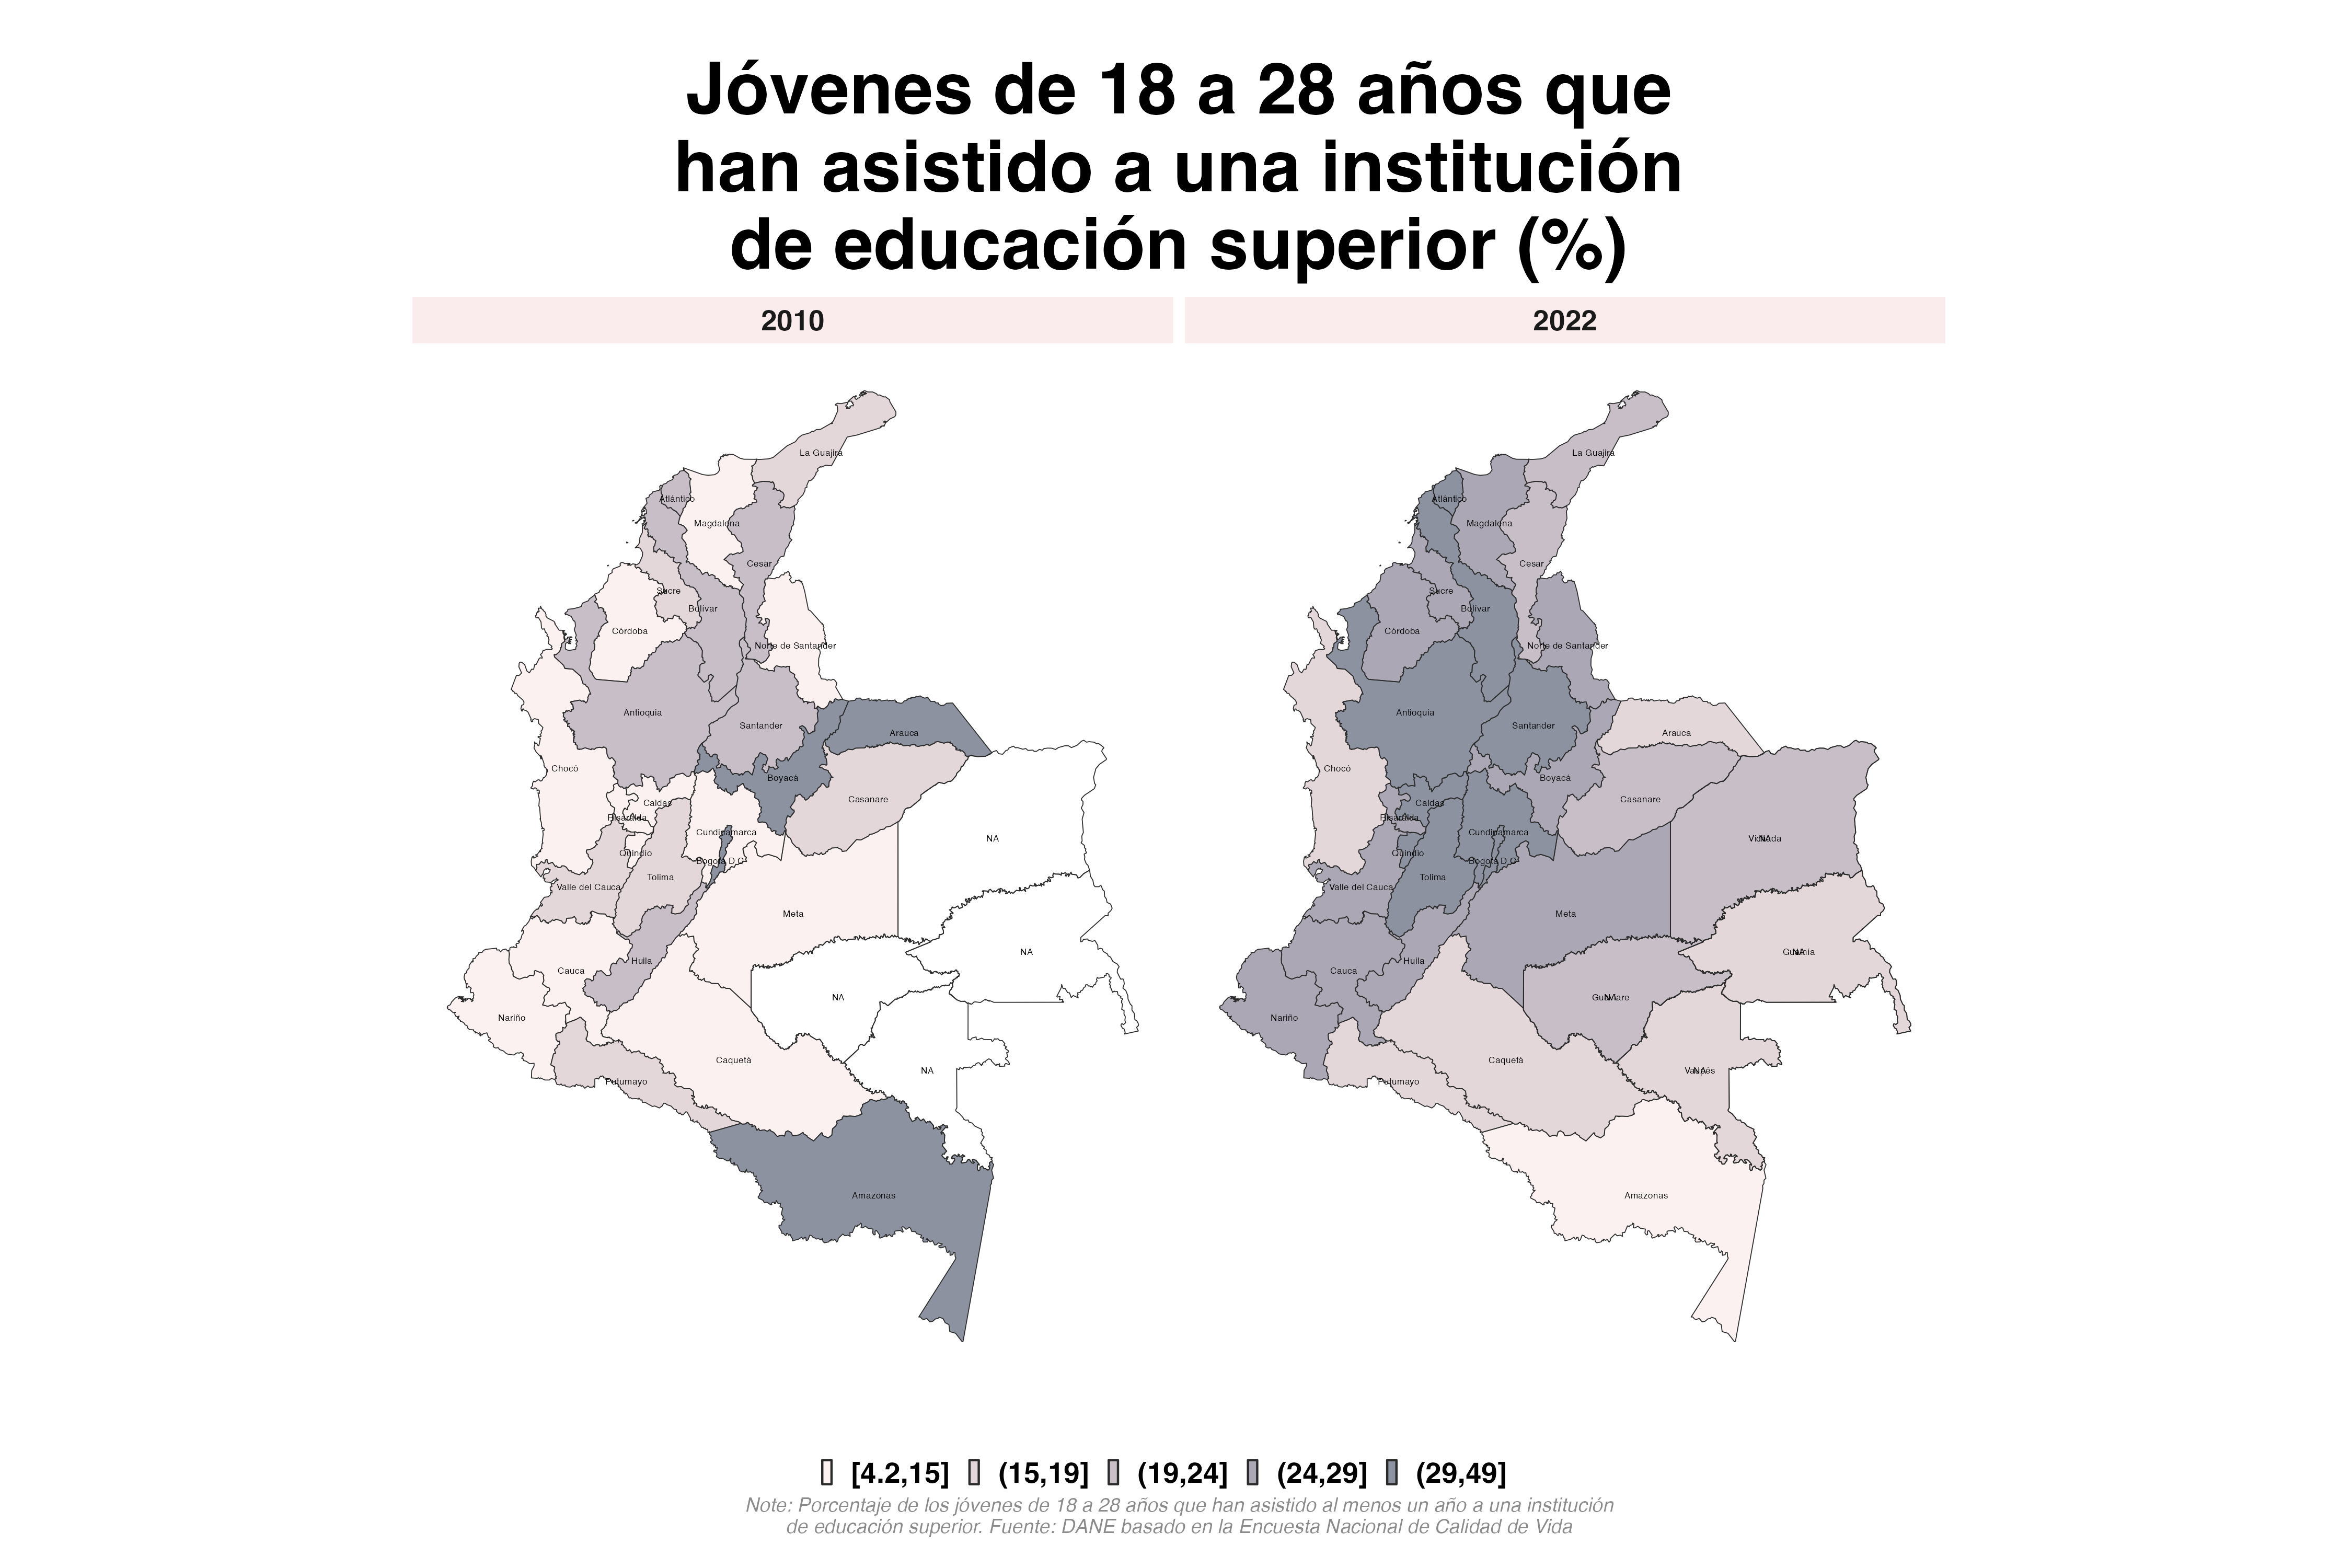 Jóvenes de 18 a 28 años que
han asistido a una institución
de educación superior (%)
2010
2022
La Guajira
Atlántico
Magdalena
Cesar
Sucre
Bolívar
Córdoba
Norte de Santander
Antioquia
Santander
Arauca
Chocó
Boyacá
Casanare
Caldas
Risaralda
Cundinamarca
NA
Quindío
Bogotá D.C.
Tolima
Valle del Cauca
Meta
NA
Huila
Cauca
NA
Nariño
Caquetá
NA
Putumayo
Amazonas
La Guajira
Atlántico
Magdalena
Cesar
Sucre
Bolívar
Córdoba
Norte de Santander
Antioquia
Santander
Arauca
Chocó
Boyacá
Casanare
Caldas
Risaralda
Cundinamarca
NA
Quindío
Bogotá D.C.
Tolima
Valle del Cauca
Meta
NA
Huila
Cauca
NA
Nariño
Caquetá
NA
Putumayo
Amazonas
[4.2,15] (15,19] (19,24] (24,29] (29,49]
Note: Porcentaje de los jóvenes de 18 a 28 años que han asistido al menos un año a una institución
de educación superior. Fuente: DANE basado en la Encuesta Nacional de Calidad de Vida